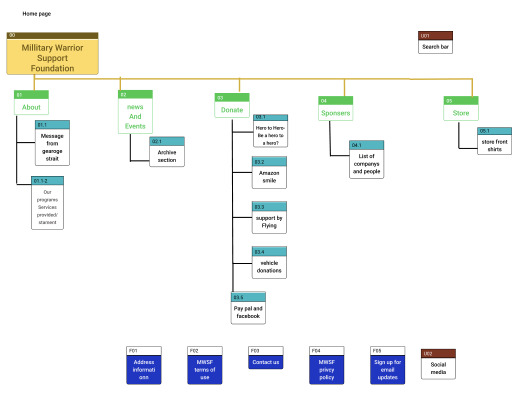 Home page
00
Millitary Warrior
Support
Foundation
U01
Search bar
01
About
02
news
And
Events
03
Donate
04
Sponsers
05
Store
01.1
Message
from
gearoge
strait
01.1-2
Our
programs
Services
provided/
stament
02.1
Archive
section
03.1
Hero to Hero-
Be a hero to
a hero?
03.2
Amazon
smile
03.3
support by
Flying
03.4
vehicle
donations
03.5
Pay pal and
facebook
04.1
List of
companys
and people
05.1
store front
shirts
F01
Address
informati
ons
F02
MWSF
terms of
use
F03
Contact us
F04
MWSF
privcy
policy
F05
Sign up for
email
updates
U02
Social
media